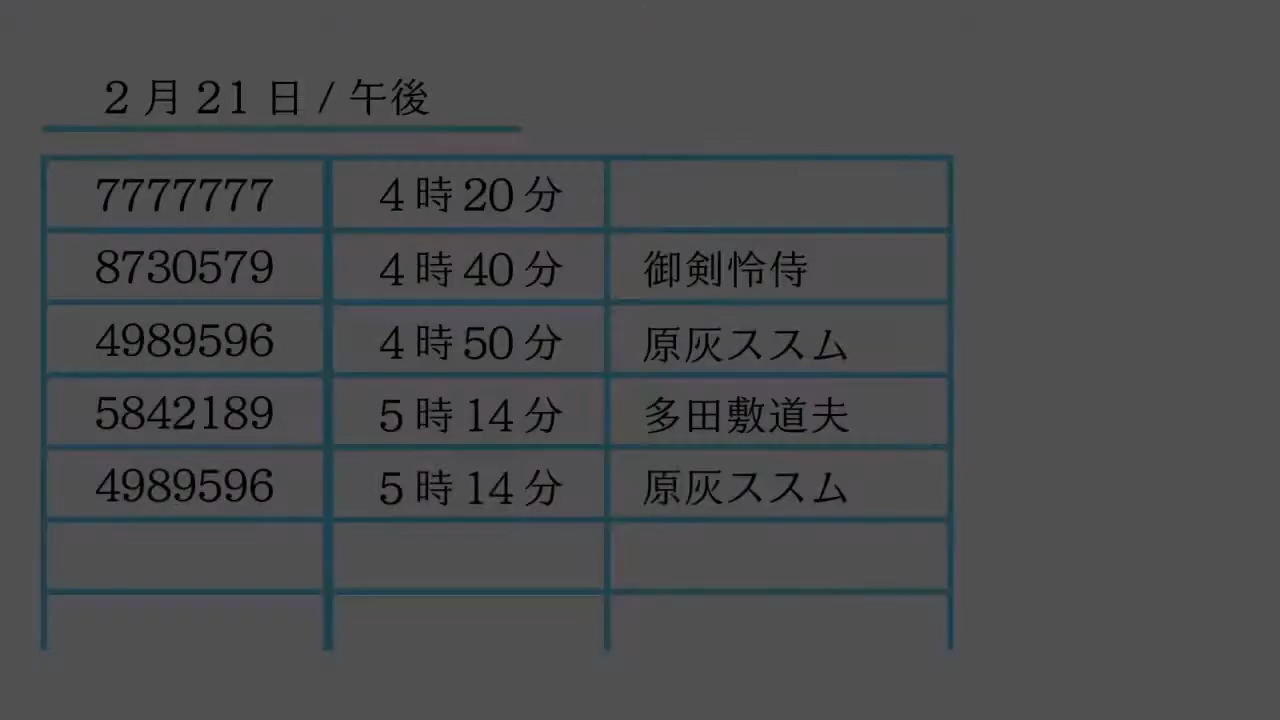 2月21日/午後
7777777 4時20分
8730579 4時40分 御剣怜侍
4989596 4時50分 原灰ススム
5842189 5時14分 多田敷道夫
4989596 5時14分 原灰ススム